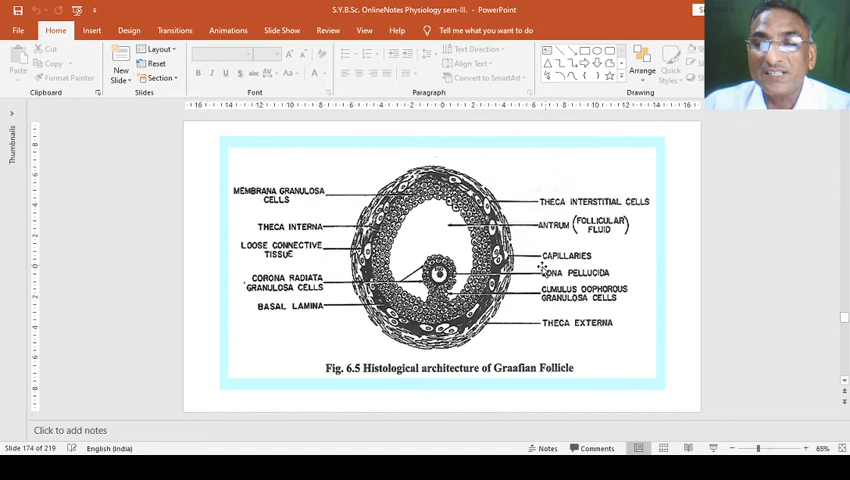 S.Y.B.Sc. OnlineNotes Physiology sem-III. - PowerPoint
File Home Insert Design Transitions Animations Slide Show Review View Help Tell me what you want to do
Cut
Copy
Format Painter
Paste
Clipboard
New
Slide
Layout
Reset
Section
Slides
Font
Text Direction
Align Text
Convert to SmartArt
Paragraph
Arrange
Quick
Styles
Drawing
Thumbnails
MEMBRANA GRANULOSA
CELLS
THECA INTERNA
LOOSE CONNECTIVE
TISSUE
CORONA RADIATA
GRANULOSA CELLS
BASAL LAMINA
THECA INTERSTITIAL CELLS
ANTRUM (FOLLICULAR
FLUID)
CAPILLARIES
ZONA PELLUCIDA
CUMULUS OOPHOROUS
GRANULOSA CELLS
THECA EXTERNA
Fig. 6.5 Histological architecture of Graafian Follicle
Click to add notes
Slide 174 of 219 English (India) Notes Comments 65%